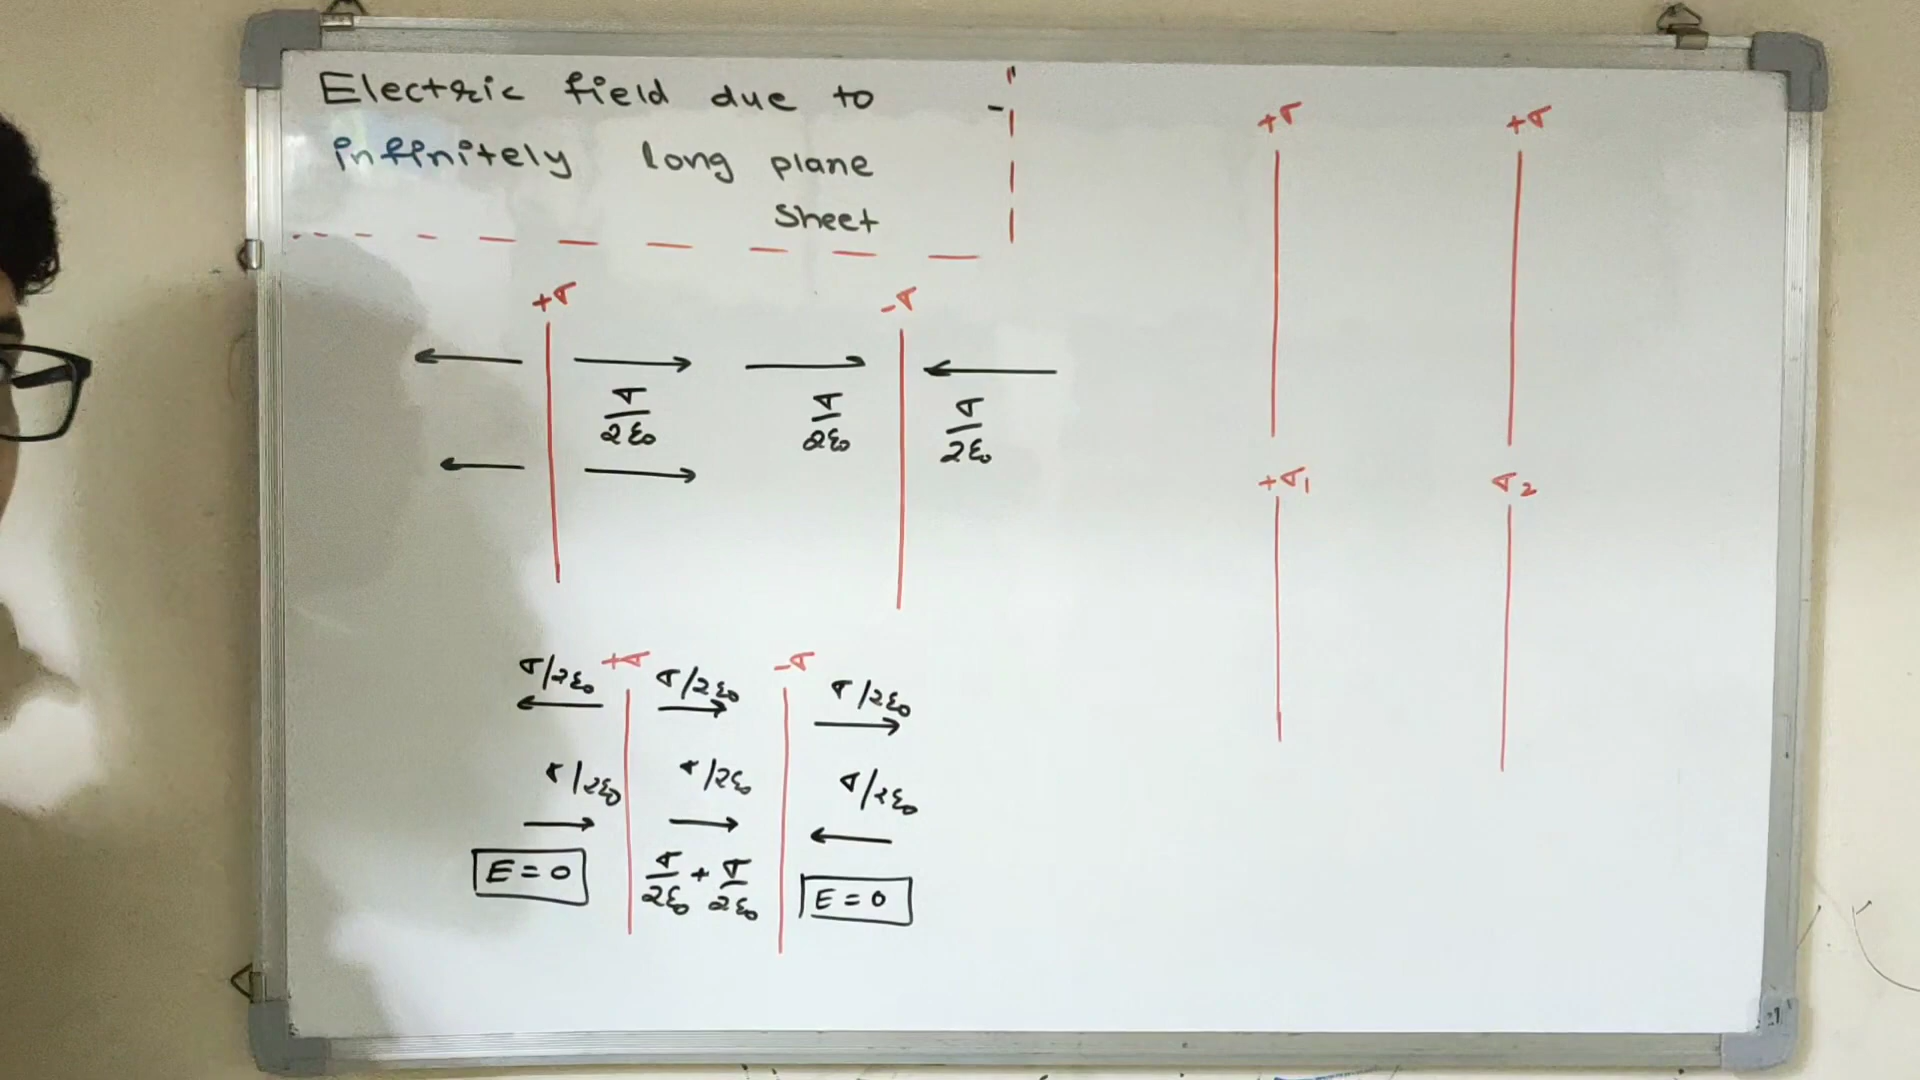 Electric field due to
infinitely long plane
Sheet
+σ
-σ
σ/2ε₀
σ/2ε₀
σ/2ε₀
σ/2ε₀ +σ σ/2ε₀ -σ σ/2ε₀
σ/2ε₀ σ/2ε₀ σ/2ε₀
E = 0
σ/2ε₀ + σ/2ε₀
E = 0
+σ
+σ
+σ₁
σ₂